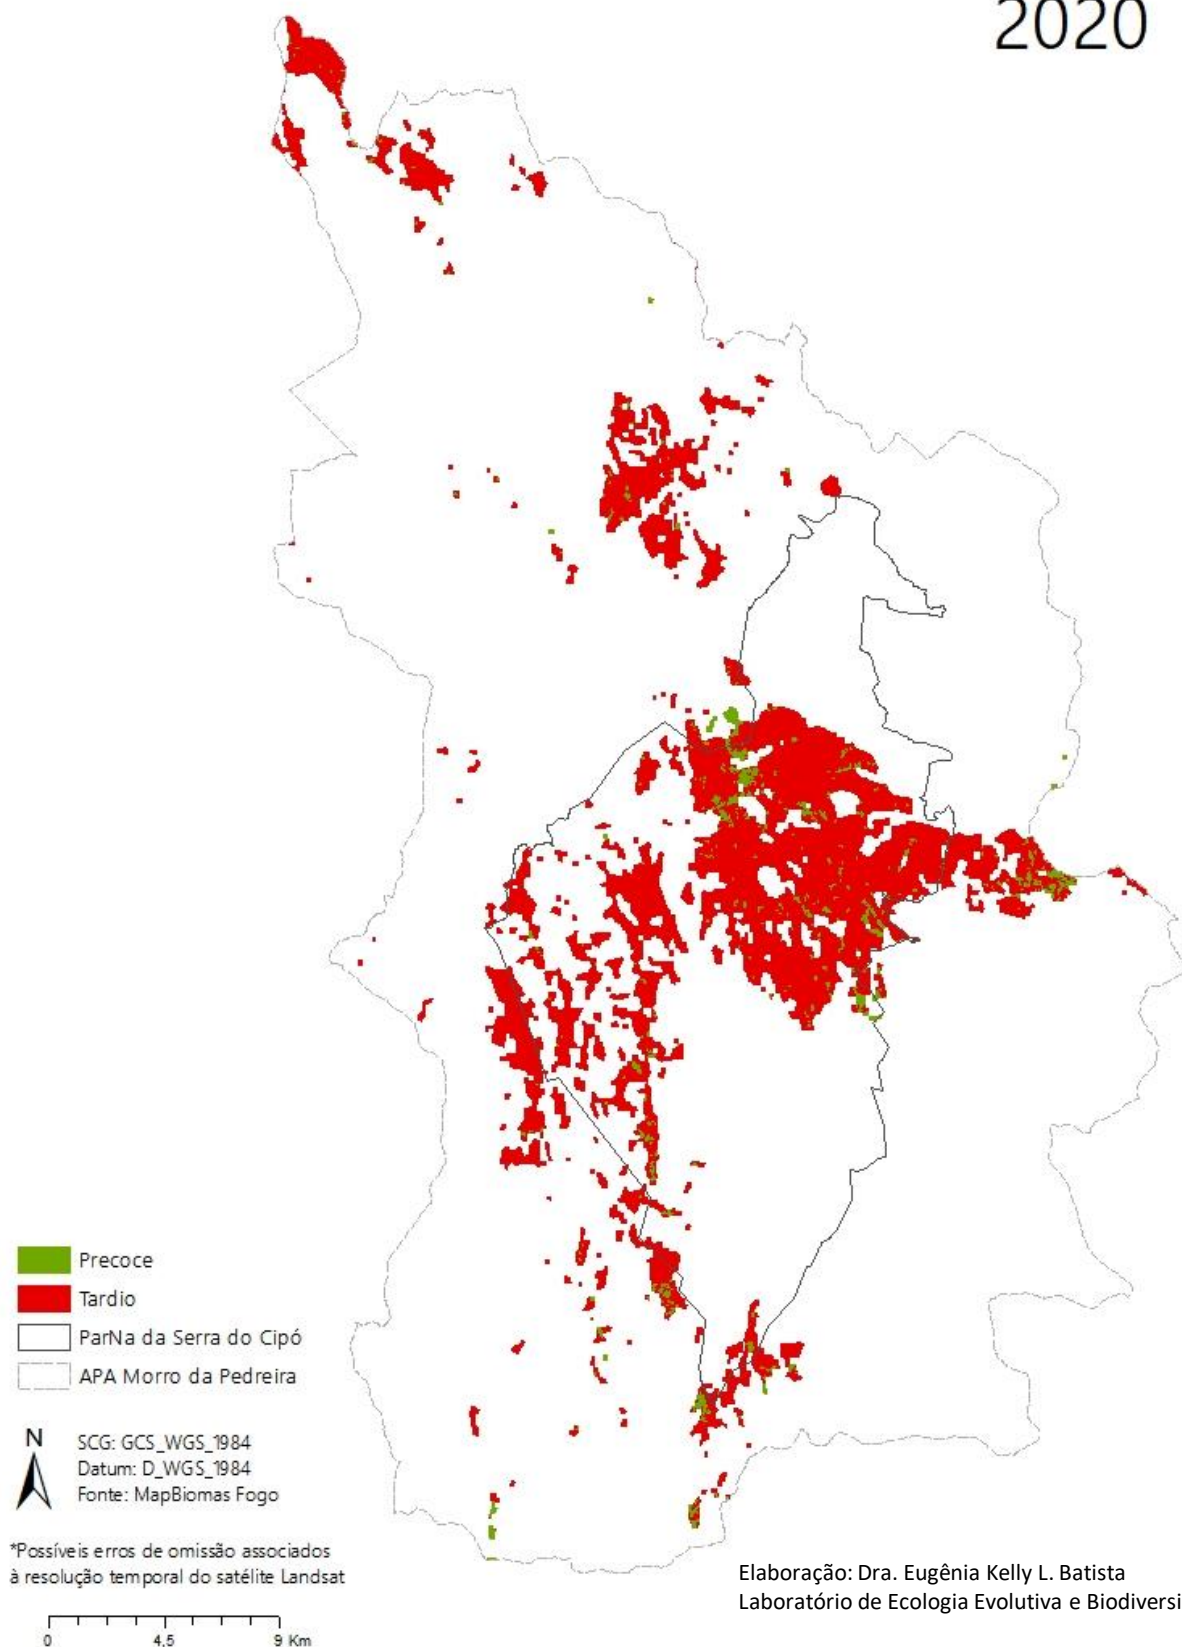 2020
Precoce
Tardio
ParNa da Serra do Cipó
APA Morro da Pedreira
N
SCG: GCS_WGS_1984
Datum: D_WGS_1984
Fonte: MapBiomas Fogo
*Possíveis erros de omissão associados
à resolução temporal do satélite Landsat
0 4,5 9 Km
Elaboração: Dra. Eugênia Kelly L. Batista
Laboratório de Ecologia Evolutiva e Biodiversi